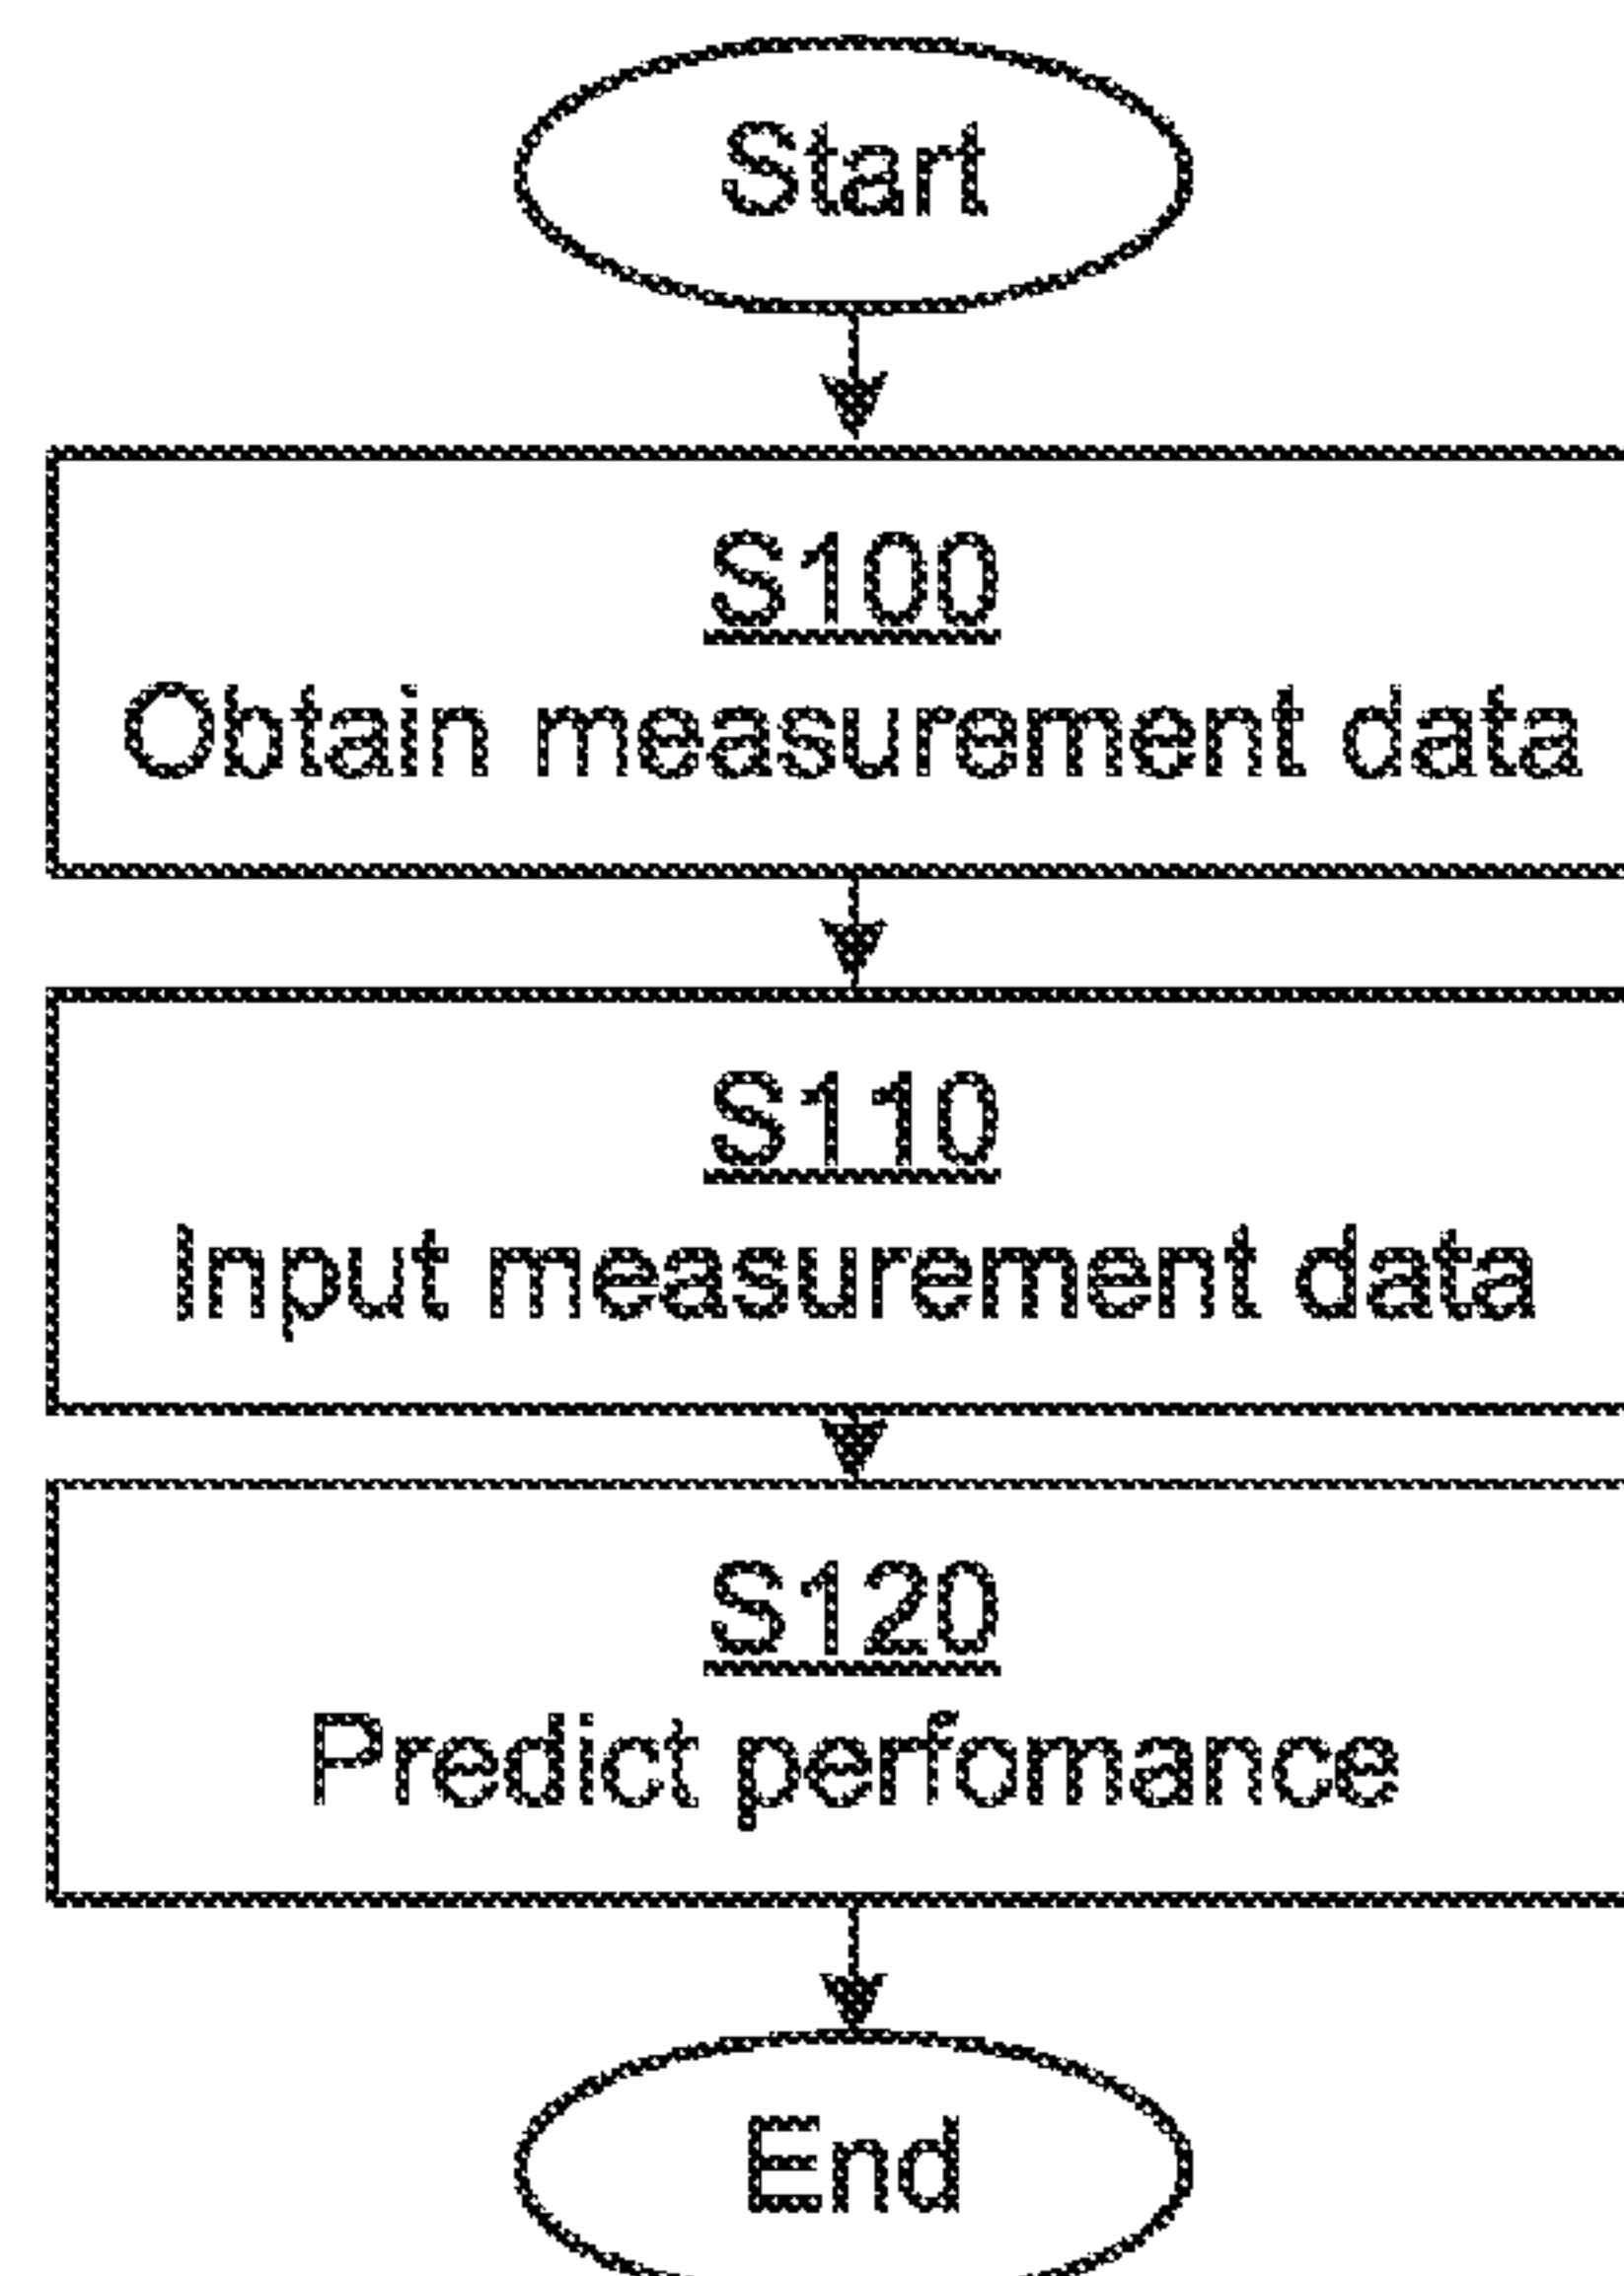 Start
S100
Obtain measurement data
S110
Input measurement data
S120
Predict perfomance
End